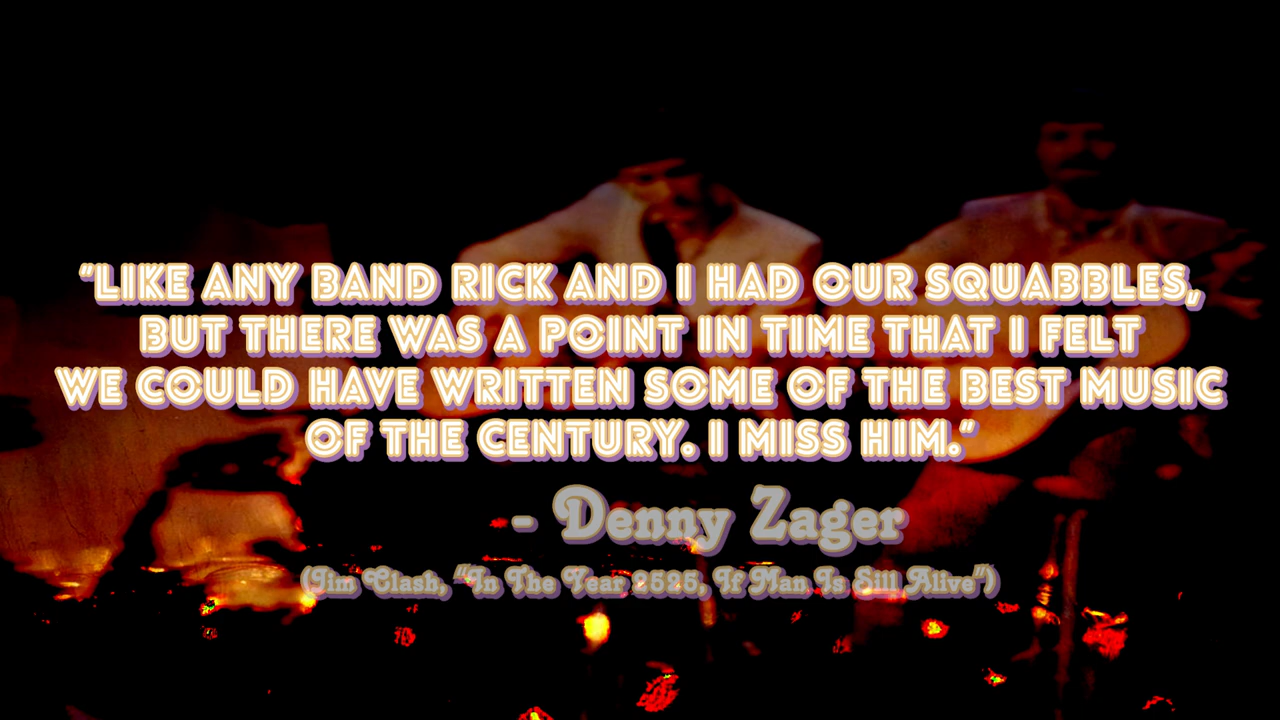 "LIKE ANY BAND RICK AND I HAD OUR SQUABBLES,
BUT THERE WAS A POINT IN TIME THAT I FELT
WE COULD HAVE WRITTEN SOME OF THE BEST MUSIC
OF THE CENTURY. I MISS HIM."
- Denny Zager
(Jim Clash, "In The Year 2525, If Man Is Sill Alive")